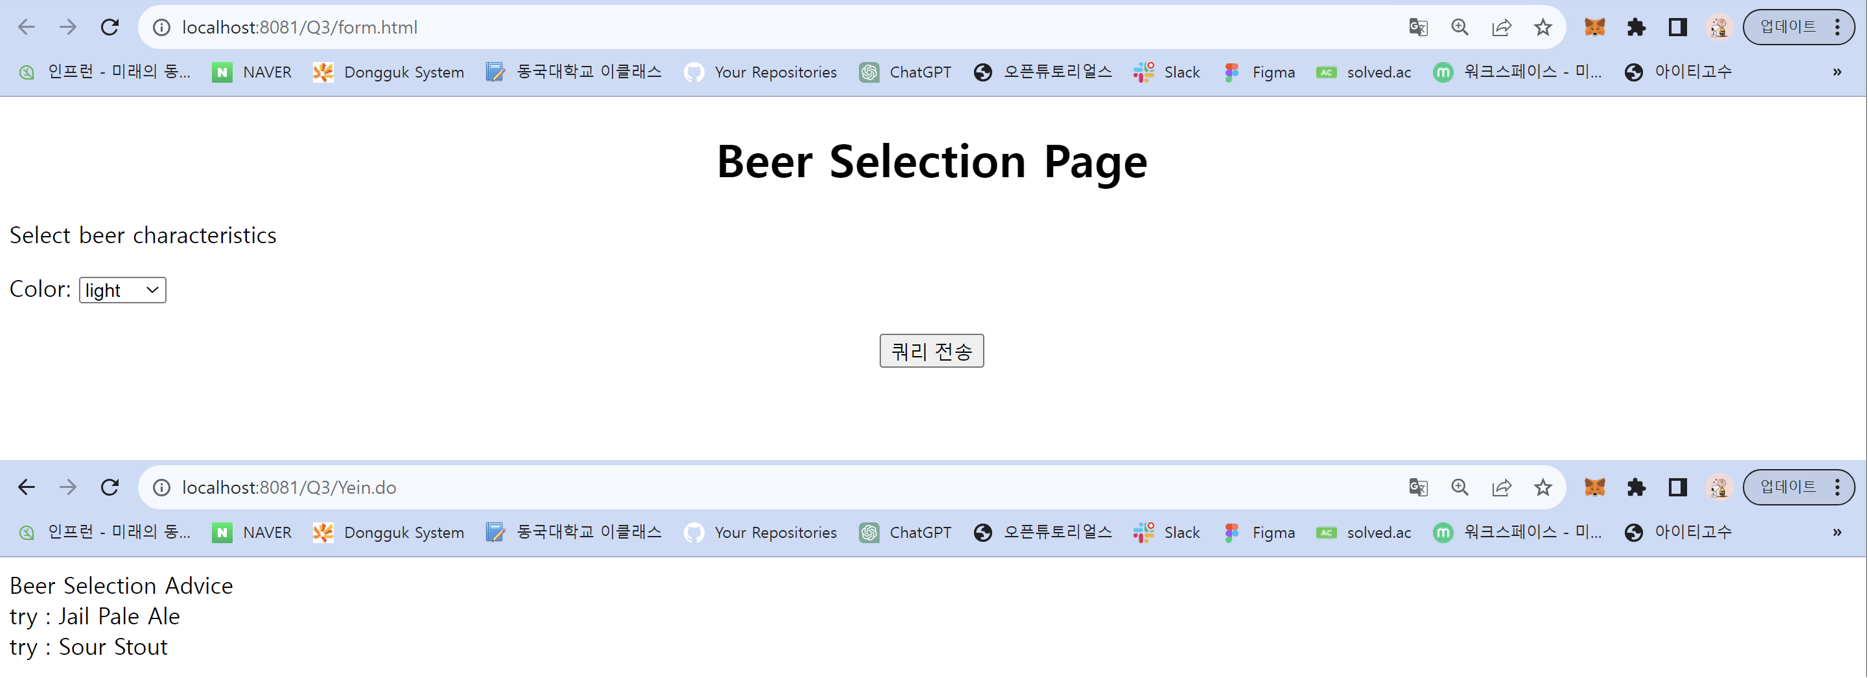 localhost:8081/Q3/form.html
업데이트
인프런 - 미래의 동... NAVER Dongguk System 동국대학교 이클래스 Your Repositories ChatGPT 오픈튜토리얼스 Slack Figma AC solved.ac 워크스페이스 - 미... 아이티고수 »
Beer Selection Page
Select beer characteristics
Color: light
쿼리 전송
localhost:8081/Q3/Yein.do
업데이트
인프런 - 미래의 동... NAVER Dongguk System 동국대학교 이클래스 Your Repositories ChatGPT 오픈튜토리얼스 Slack Figma AC solved.ac 워크스페이스 - 미... 아이티고수 »
Beer Selection Advice
try : Jail Pale Ale
try : Sour Stout